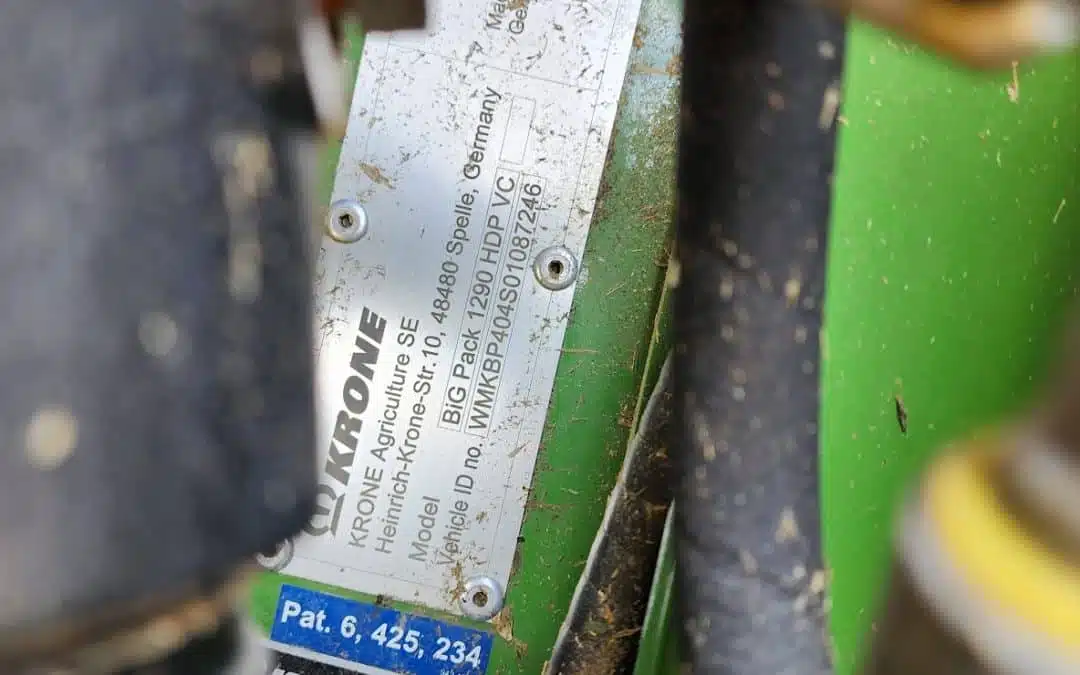 KRONE
KRONE Agriculture SE
Heinrich-Krone-Str.10, 48480 Spelle, Germany
Model BiG Pack 1290 HDP VC
Vehicle ID no. WMKBP404S01087246
Pat. 6, 425, 234